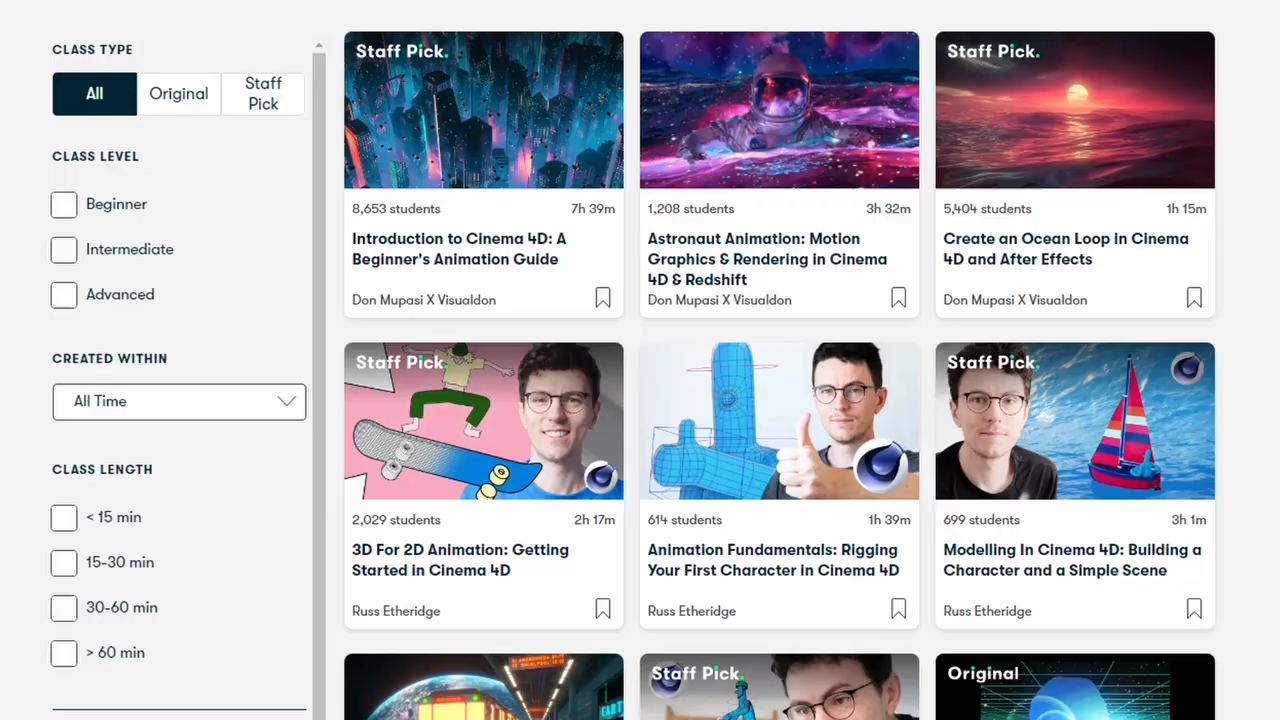 CLASS TYPE
All
Original
Staff
Pick
CLASS LEVEL
Beginner
Intermediate
Advanced
CREATED WITHIN
All Time
CLASS LENGTH
< 15 min
15-30 min
30-60 min
> 60 min
Staff Pick.
8,653 students
7h 39m
Introduction to Cinema 4D: A
Beginner's Animation Guide
Don Mupasi X Visualdon
1,208 students
3h 32m
Astronaut Animation: Motion
Graphics & Rendering in Cinema
4D & Redshift
Don Mupasi X Visualdon
Staff Pick.
5,404 students
1h 15m
Create an Ocean Loop in Cinema
4D and After Effects
Don Mupasi X Visualdon
Staff Pick.
2,029 students
2h 17m
3D For 2D Animation: Getting
Started in Cinema 4D
Russ Etheridge
614 students
1h 39m
Animation Fundamentals: Rigging
Your First Character in Cinema 4D
Russ Etheridge
Staff Pick.
699 students
3h 1m
Modelling In Cinema 4D: Building a
Character and a Simple Scene
Russ Etheridge
Staff Pick.
Original